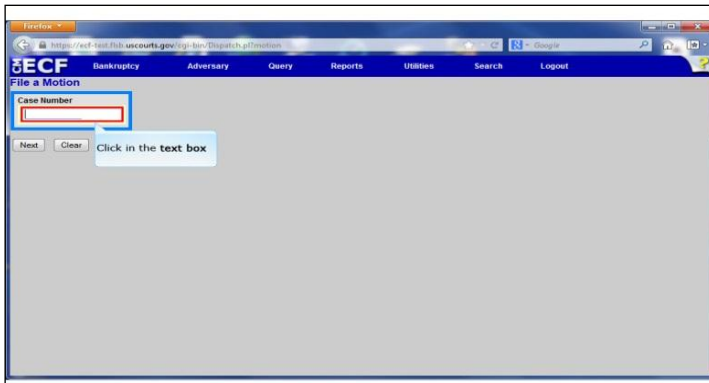 Firefox
https://ecf-test.flsb.uscourts.gov/cgi-bin/Dispatch.pl?motion
Google
CM ECF Bankruptcy Adversary Query Reports Utilities Search Logout
?
File a Motion
Case Number
Next Clear
Click in the text box